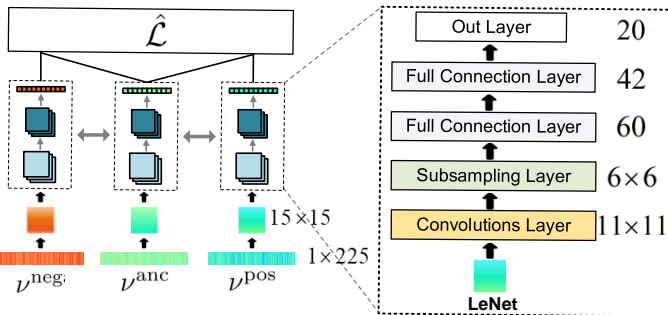 𝓛̂
15×15
1×225
ν^neg
ν^anc
ν^pos
Out Layer 20
Full Connection Layer 42
Full Connection Layer 60
Subsampling Layer 6×6
Convolutions Layer 11×11
LeNet